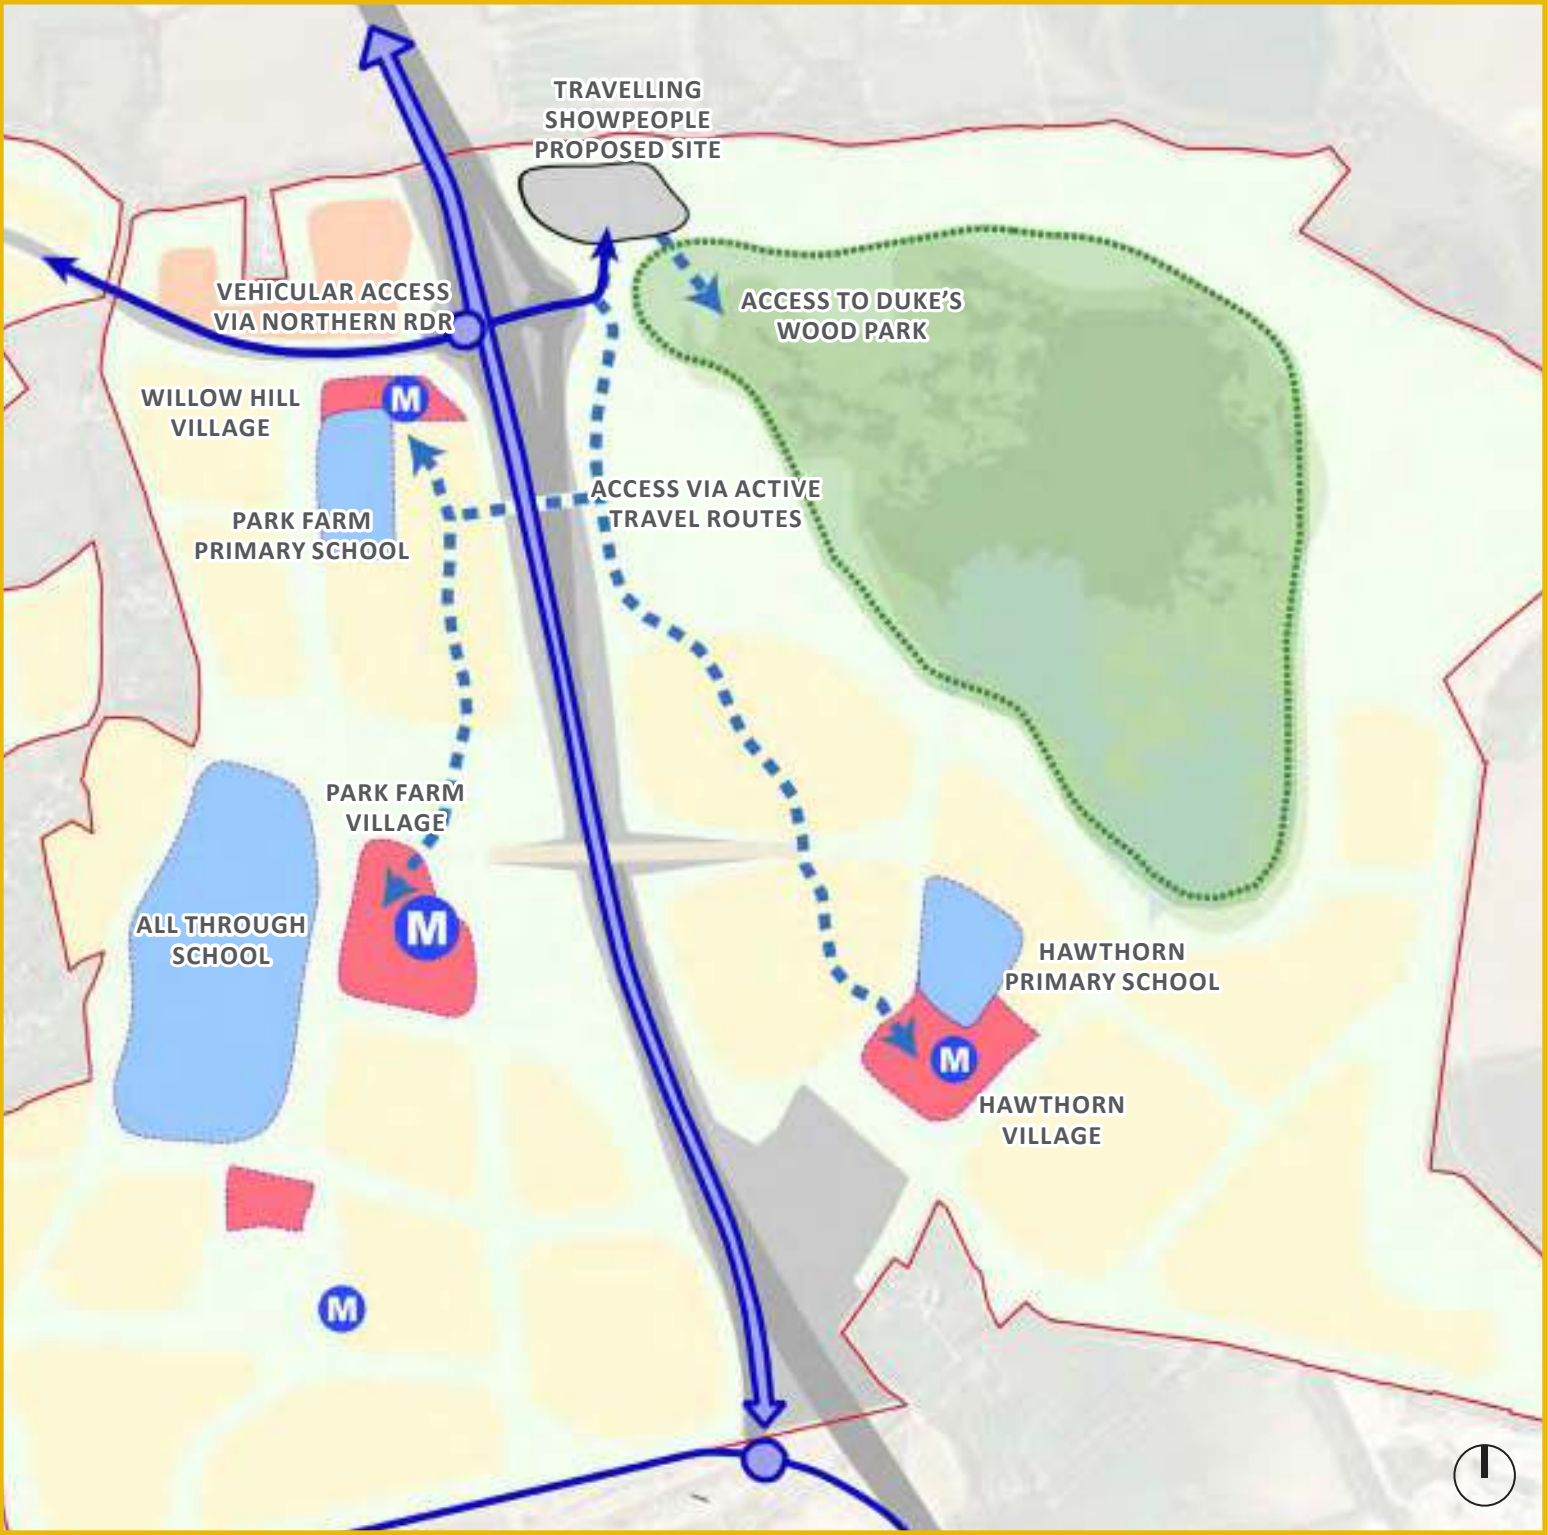 TRAVELLING
SHOWPEOPLE
PROPOSED SITE
VEHICULAR ACCESS
VIA NORTHERN RDR
ACCESS TO DUKE'S
WOOD PARK
WILLOW HILL
VILLAGE
M
ACCESS VIA ACTIVE
TRAVEL ROUTES
PARK FARM
PRIMARY SCHOOL
PARK FARM
VILLAGE
M
ALL THROUGH
SCHOOL
HAWTHORN
PRIMARY SCHOOL
M
HAWTHORN
VILLAGE
M